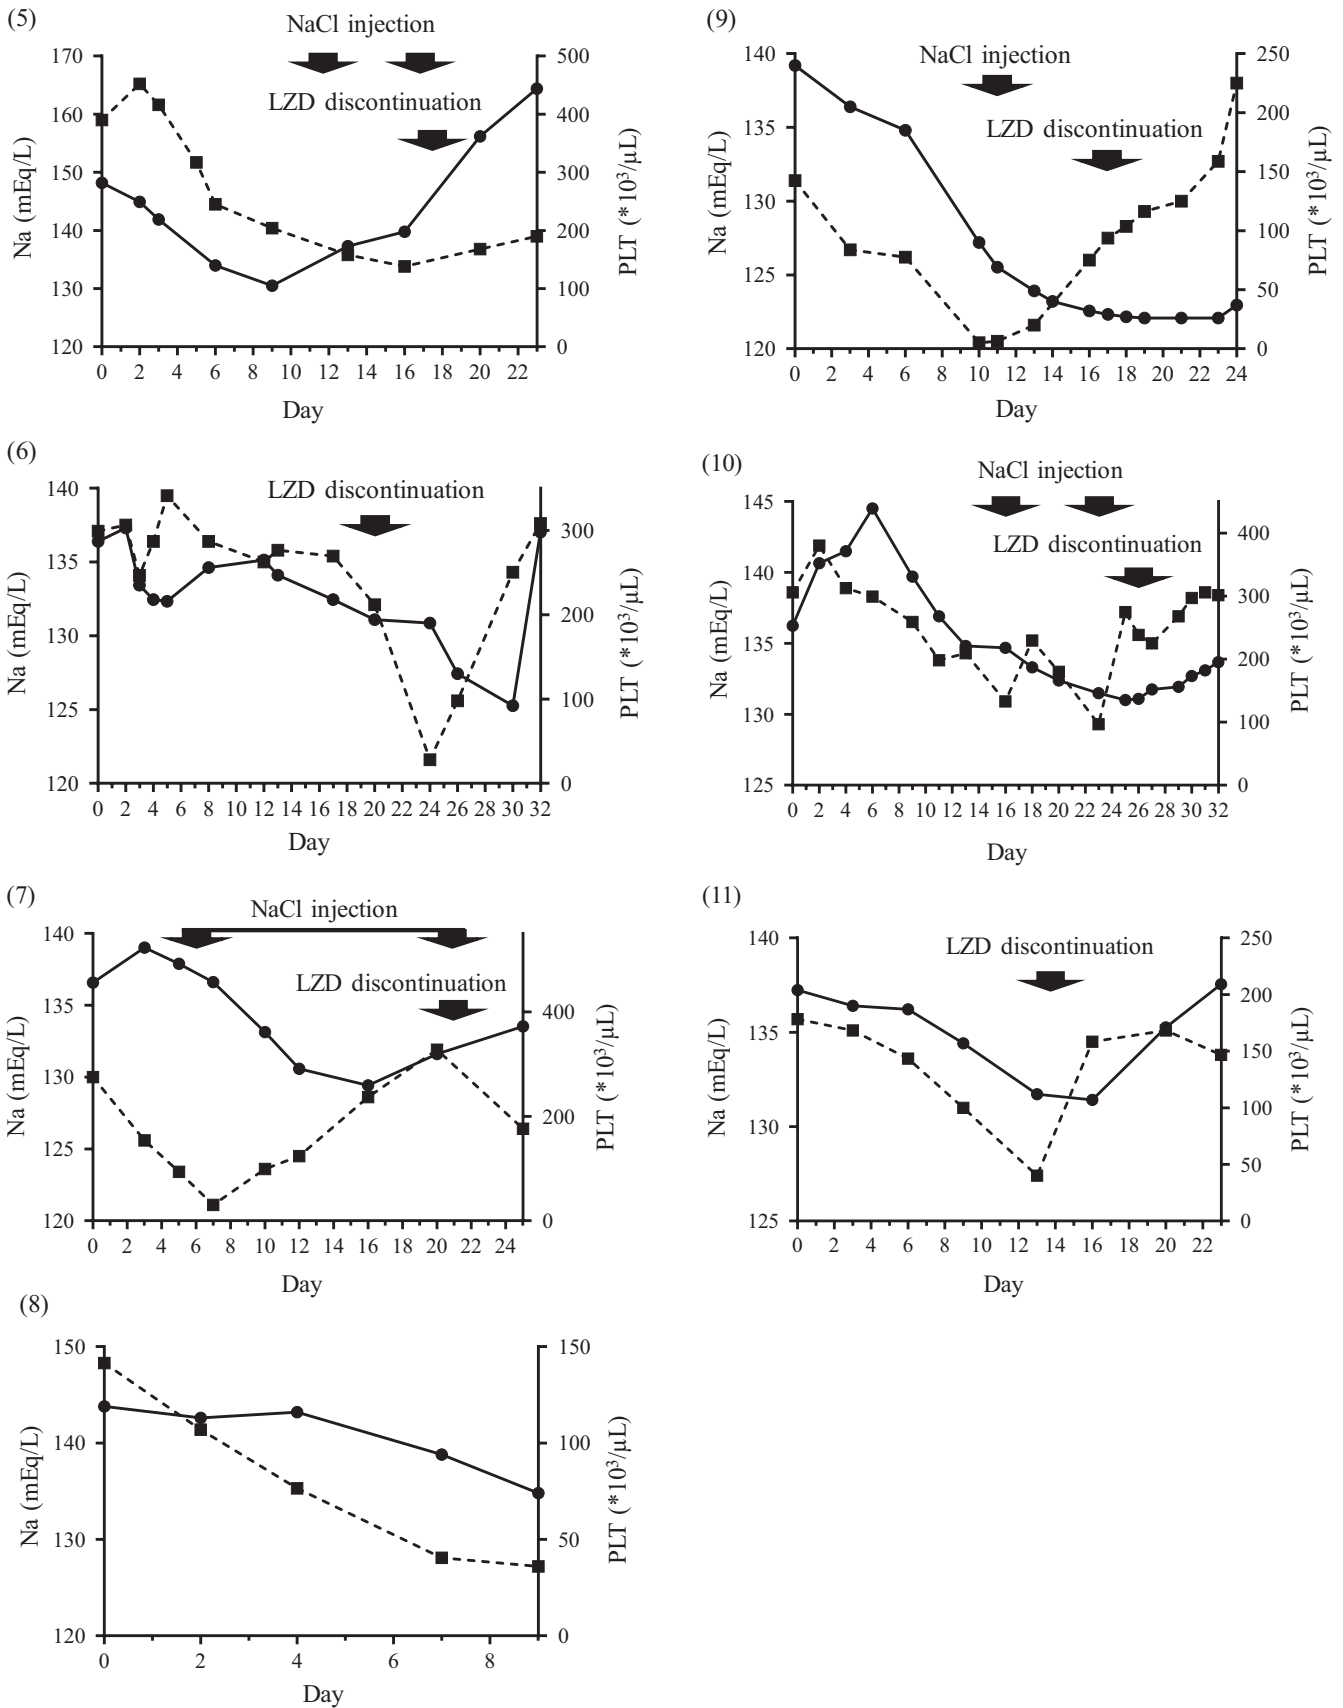 (5)
NaCl injection
LZD discontinuation
170
160
150
140
130
120
Na (mEq/L)
500
400
300
200
100
0
PLT (*10³/μL)
0 2 4 6 8 10 12 14 16 18 20 22
Day
(9)
NaCl injection
LZD discontinuation
140
135
130
125
120
Na (mEq/L)
250
200
150
100
50
0
PLT (*10³/μL)
0 2 4 6 8 10 12 14 16 18 20 22 24
Day
(6)
LZD discontinuation
140
135
130
125
120
Na (mEq/L)
300
200
100
0
PLT (*10³/μL)
0 2 4 6 8 10 12 14 16 18 20 22 24 26 28 30 32
Day
(10)
NaCl injection
LZD discontinuation
145
140
135
130
125
Na (mEq/L)
400
300
200
100
0
PLT (*10³/μL)
0 2 4 6 8 10 12 14 16 18 20 22 24 26 28 30 32
Day
(7)
NaCl injection
LZD discontinuation
140
135
130
125
120
Na (mEq/L)
400
200
0
PLT (*10³/μL)
0 2 4 6 8 10 12 14 16 18 20 22 24
Day
(11)
LZD discontinuation
140
135
130
125
Na (mEq/L)
250
200
150
100
50
0
PLT (*10³/μL)
0 2 4 6 8 10 12 14 16 18 20 22
Day
(8)
150
140
130
120
Na (mEq/L)
150
100
50
0
PLT (*10³/μL)
0 2 4 6 8
Day